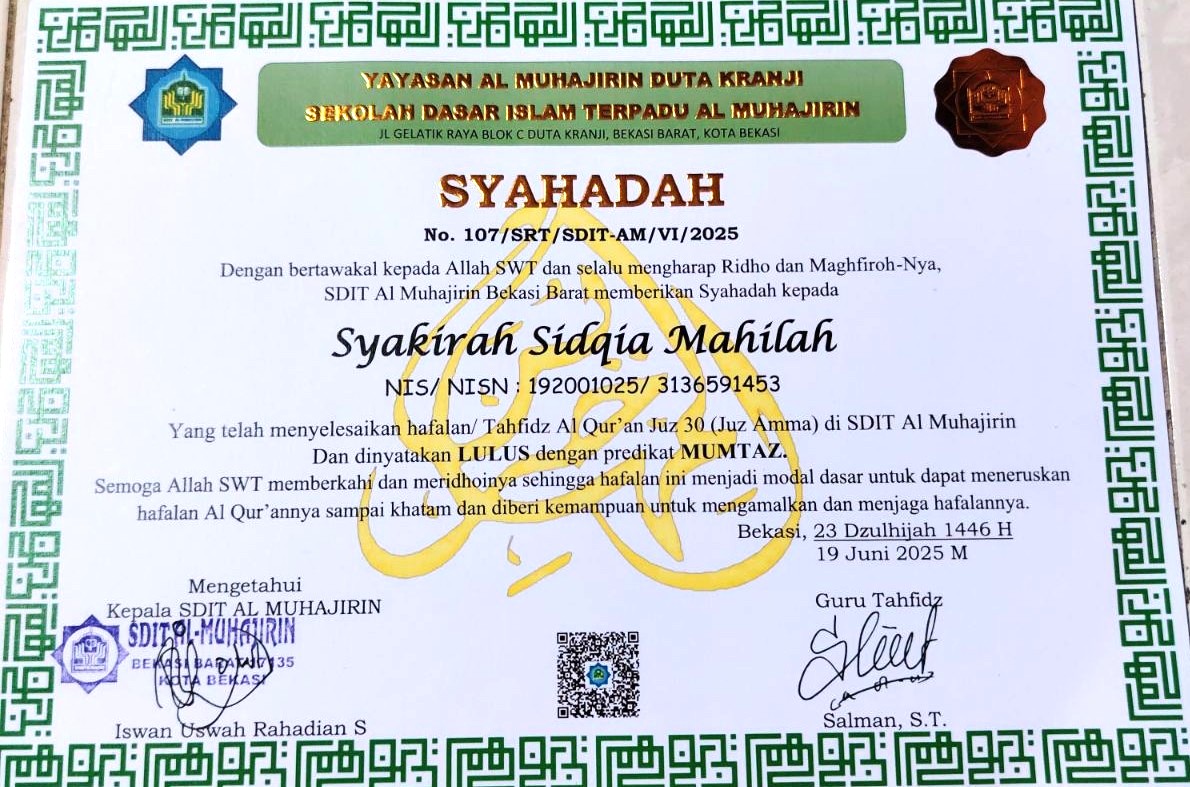 YAYASAN AL MUHAJIRIN DUTA KRANJI
SEKOLAH DASAR ISLAM TERPADU AL MUHAJIRIN
JL GELATIK RAYA BLOK C DUTA KRANJI, BEKASI BARAT, KOTA BEKASI
SYAHADAH
No. 107/SRT/SDIT-AM/VI/2025
Dengan bertawakal kepada Allah SWT dan selalu mengharap Ridho dan Maghfiroh-Nya,
SDIT Al Muhajirin Bekasi Barat memberikan Syahadah kepada
Syakirah Sidqia Mahilah
NIS/ NISN : 192001025/ 3136591453
Yang telah menyelesaikan hafalan/ Tahfidz Al Qur’an Juz 30 (Juz Amma) di SDIT Al Muhajirin
Dan dinyatakan LULUS dengan predikat MUMTAZ.
Semoga Allah SWT memberkahi dan meridhoinya sehingga hafalan ini menjadi modal dasar untuk dapat meneruskan
hafalan Al Qur’annya sampai khatam dan diberi kemampuan untuk mengamalkan dan menjaga hafalannya.
Bekasi, 23 Dzulhijah 1446 H
19 Juni 2025 M
Mengetahui
Kepala SDIT AL MUHAJIRIN
SDIT AL-MUHAJIRIN
BEKASI BARAT 17135
KOTA BEKASI
Iswan Uswah Rahadian S
Guru Tahfidz
Salman, S.T.